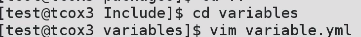 [test@tcox3 Include]$ cd variables
[test@tcox3 variables]$ vim variable.yml